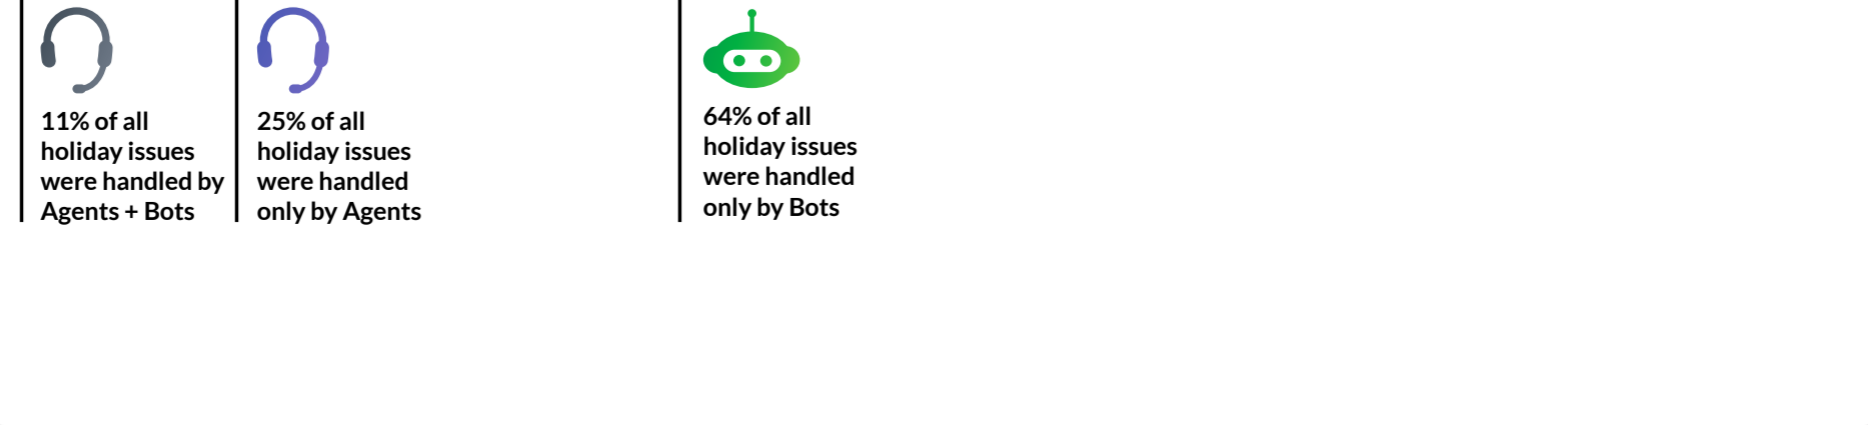 11% of all
holiday issues
were handled by
Agents + Bots
25% of all
holiday issues
were handled
only by Agents
64% of all
holiday issues
were handled
only by Bots